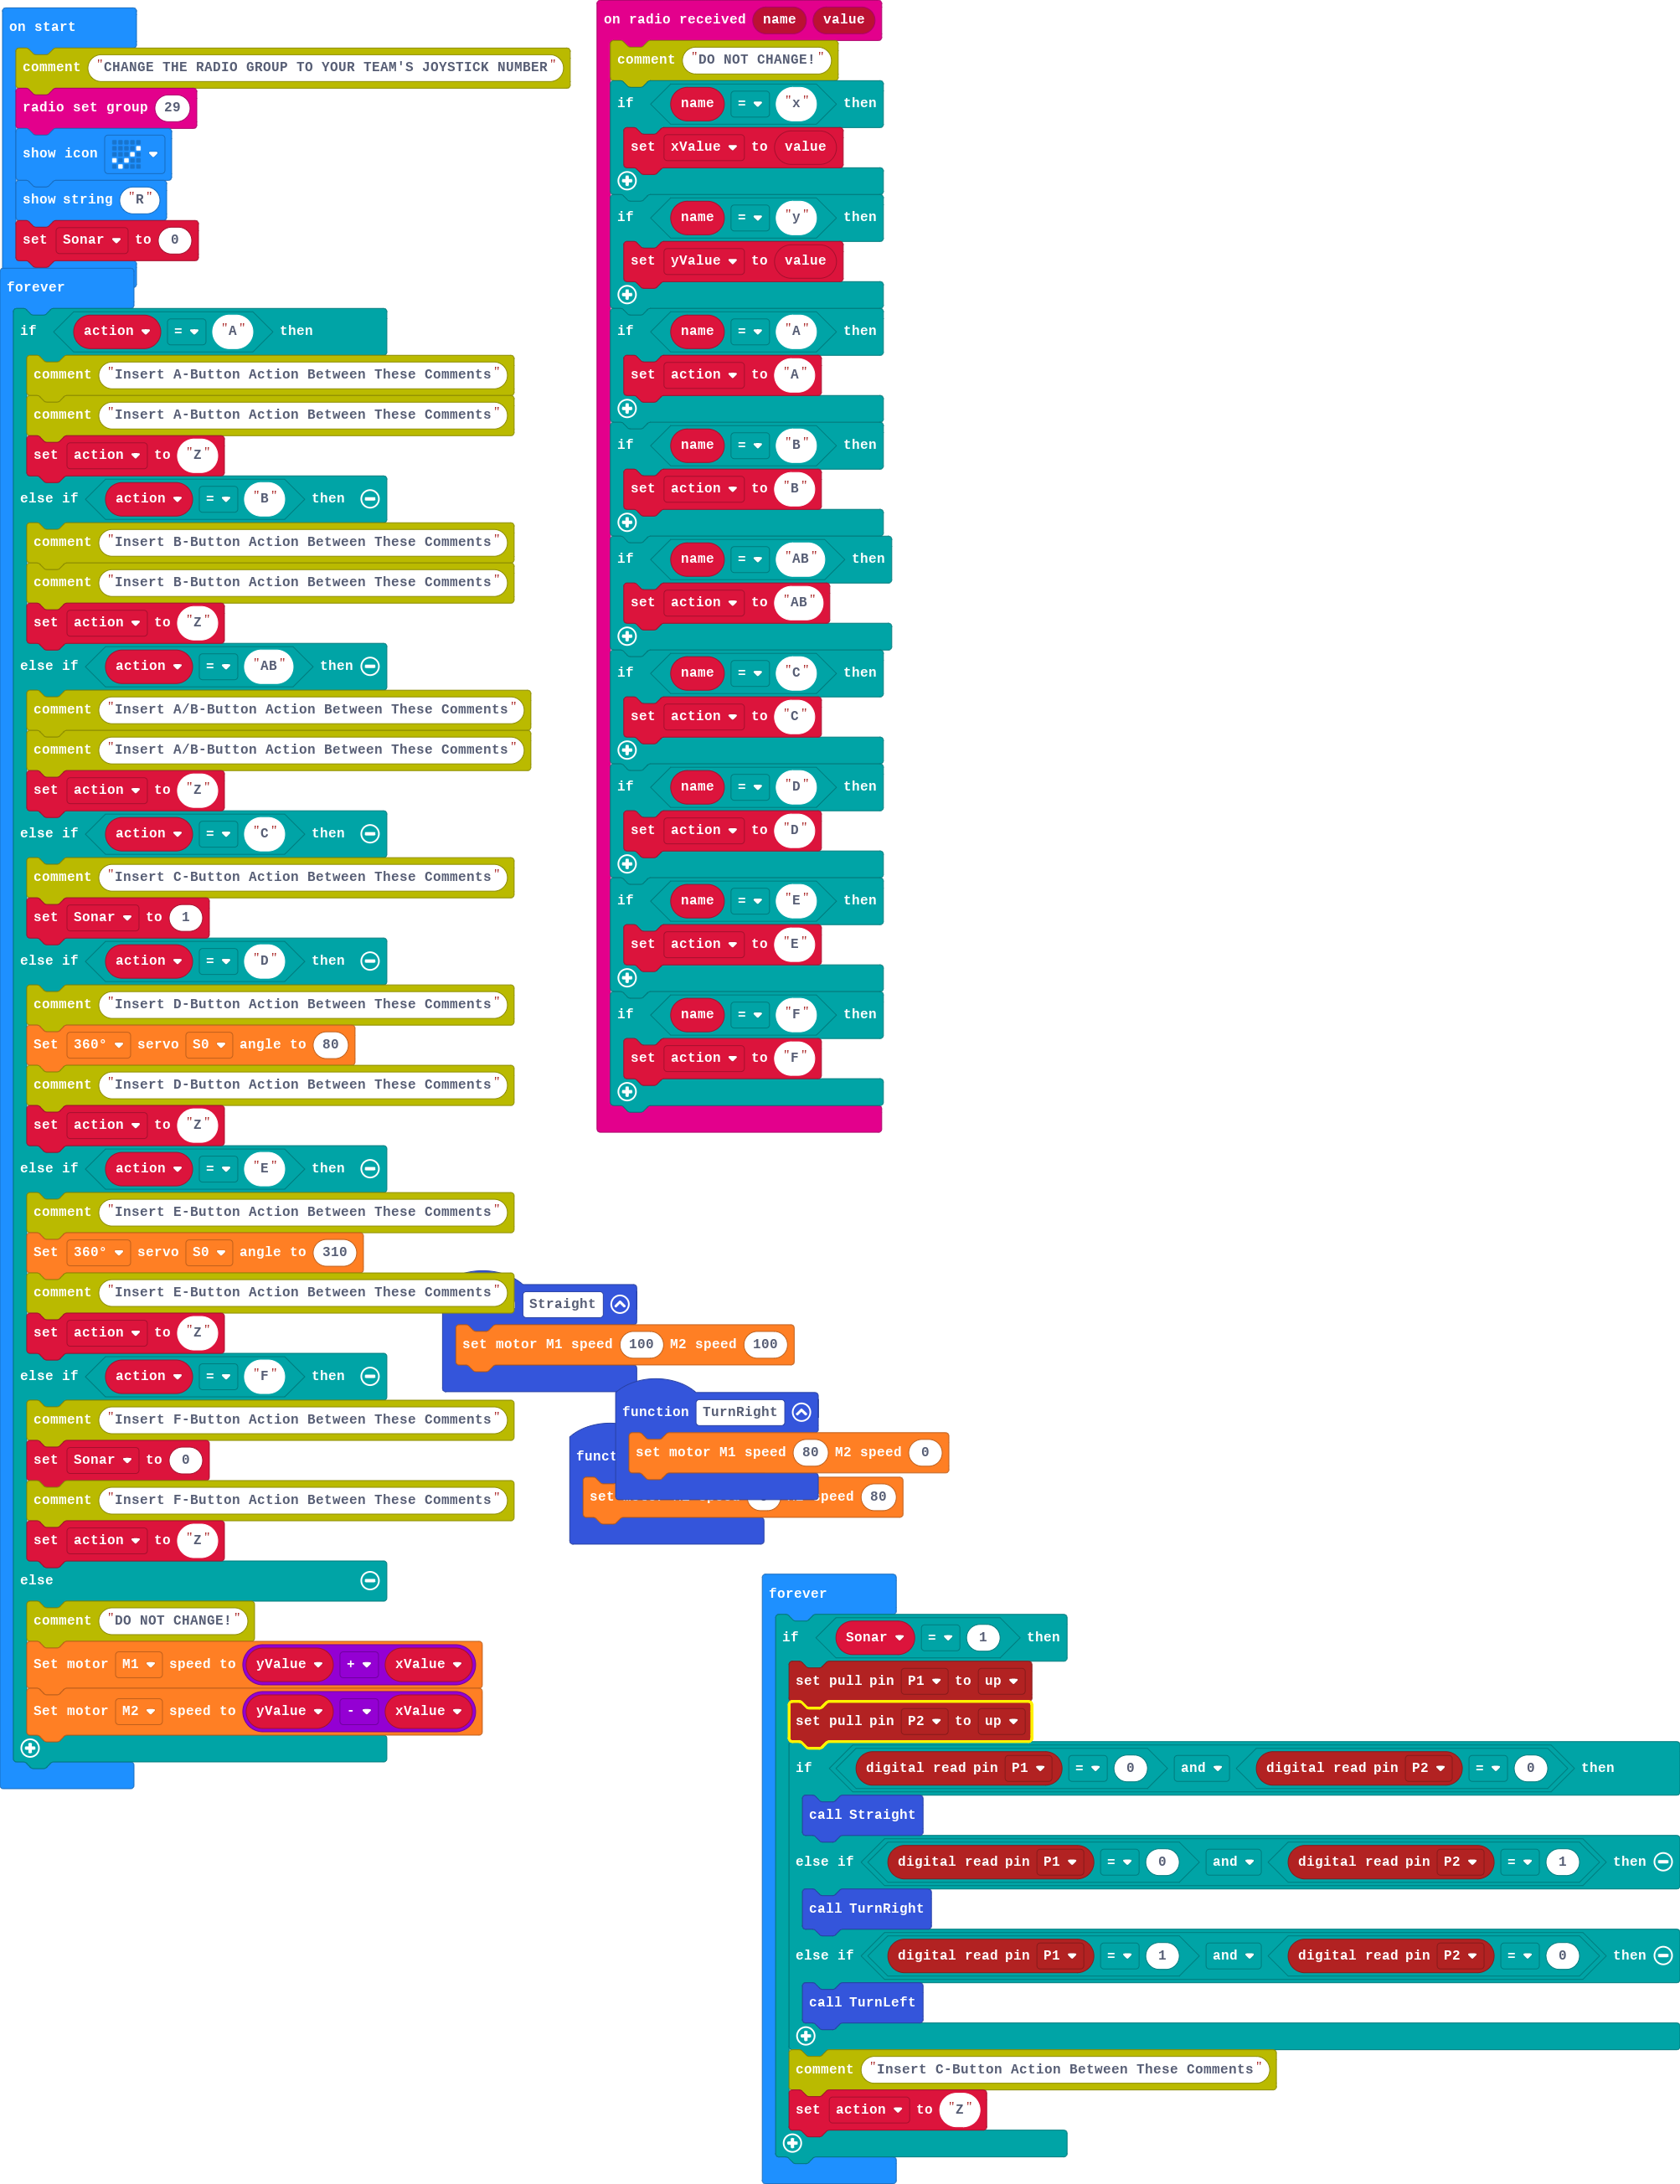 on start
comment "CHANGE THE RADIO GROUP TO YOUR TEAM'S JOYSTICK NUMBER"
radio set group 29
show icon
show string "R"
set Sonar to 0
forever
if action = "A" then
comment "Insert A-Button Action Between These Comments"
comment "Insert A-Button Action Between These Comments"
set action to "Z"
else if action = "B" then
comment "Insert B-Button Action Between These Comments"
comment "Insert B-Button Action Between These Comments"
set action to "Z"
else if action = "AB" then
comment "Insert A/B-Button Action Between These Comments"
comment "Insert A/B-Button Action Between These Comments"
set action to "Z"
else if action = "C" then
comment "Insert C-Button Action Between These Comments"
set Sonar to 1
else if action = "D" then
comment "Insert D-Button Action Between These Comments"
Set 360° servo S0 angle to 80
comment "Insert D-Button Action Between These Comments"
set action to "Z"
else if action = "E" then
comment "Insert E-Button Action Between These Comments"
Set 360° servo S0 angle to 310
comment "Insert E-Button Action Between These Comments"
set action to "Z"
else if action = "F" then
comment "Insert F-Button Action Between These Comments"
set Sonar to 0
comment "Insert F-Button Action Between These Comments"
set action to "Z"
else
comment "DO NOT CHANGE!"
Set motor M1 speed to yValue + xValue
Set motor M2 speed to yValue - xValue
on radio received name value
comment "DO NOT CHANGE!"
if name = "x" then
set xValue to value
if name = "y" then
set yValue to value
if name = "A" then
set action to "A"
if name = "B" then
set action to "B"
if name = "AB" then
set action to "AB"
if name = "C" then
set action to "C"
if name = "D" then
set action to "D"
if name = "E" then
set action to "E"
if name = "F" then
set action to "F"
Straight
set motor M1 speed 100 M2 speed 100
function TurnRight
set motor M1 speed 80 M2 speed 0
funct
set speed 80
forever
if Sonar = 1 then
set pull pin P1 to up
set pull pin P2 to up
if digital read pin P1 = 0 and digital read pin P2 = 0 then
call Straight
else if digital read pin P1 = 0 and digital read pin P2 = 1 then
call TurnRight
else if digital read pin P1 = 1 and digital read pin P2 = 0 then
call TurnLeft
comment "Insert C-Button Action Between These Comments"
set action to "Z"